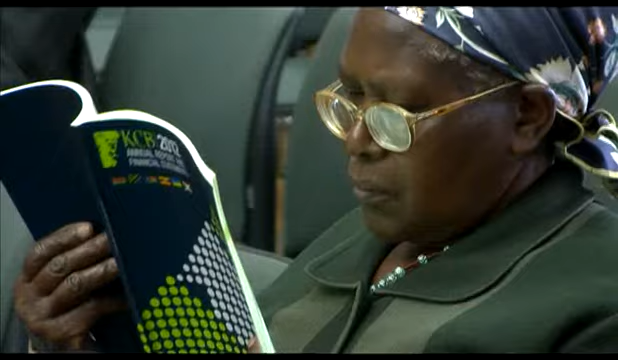 KCB 2012
ANNUAL REPORT AND
FINANCIAL STATEMENTS